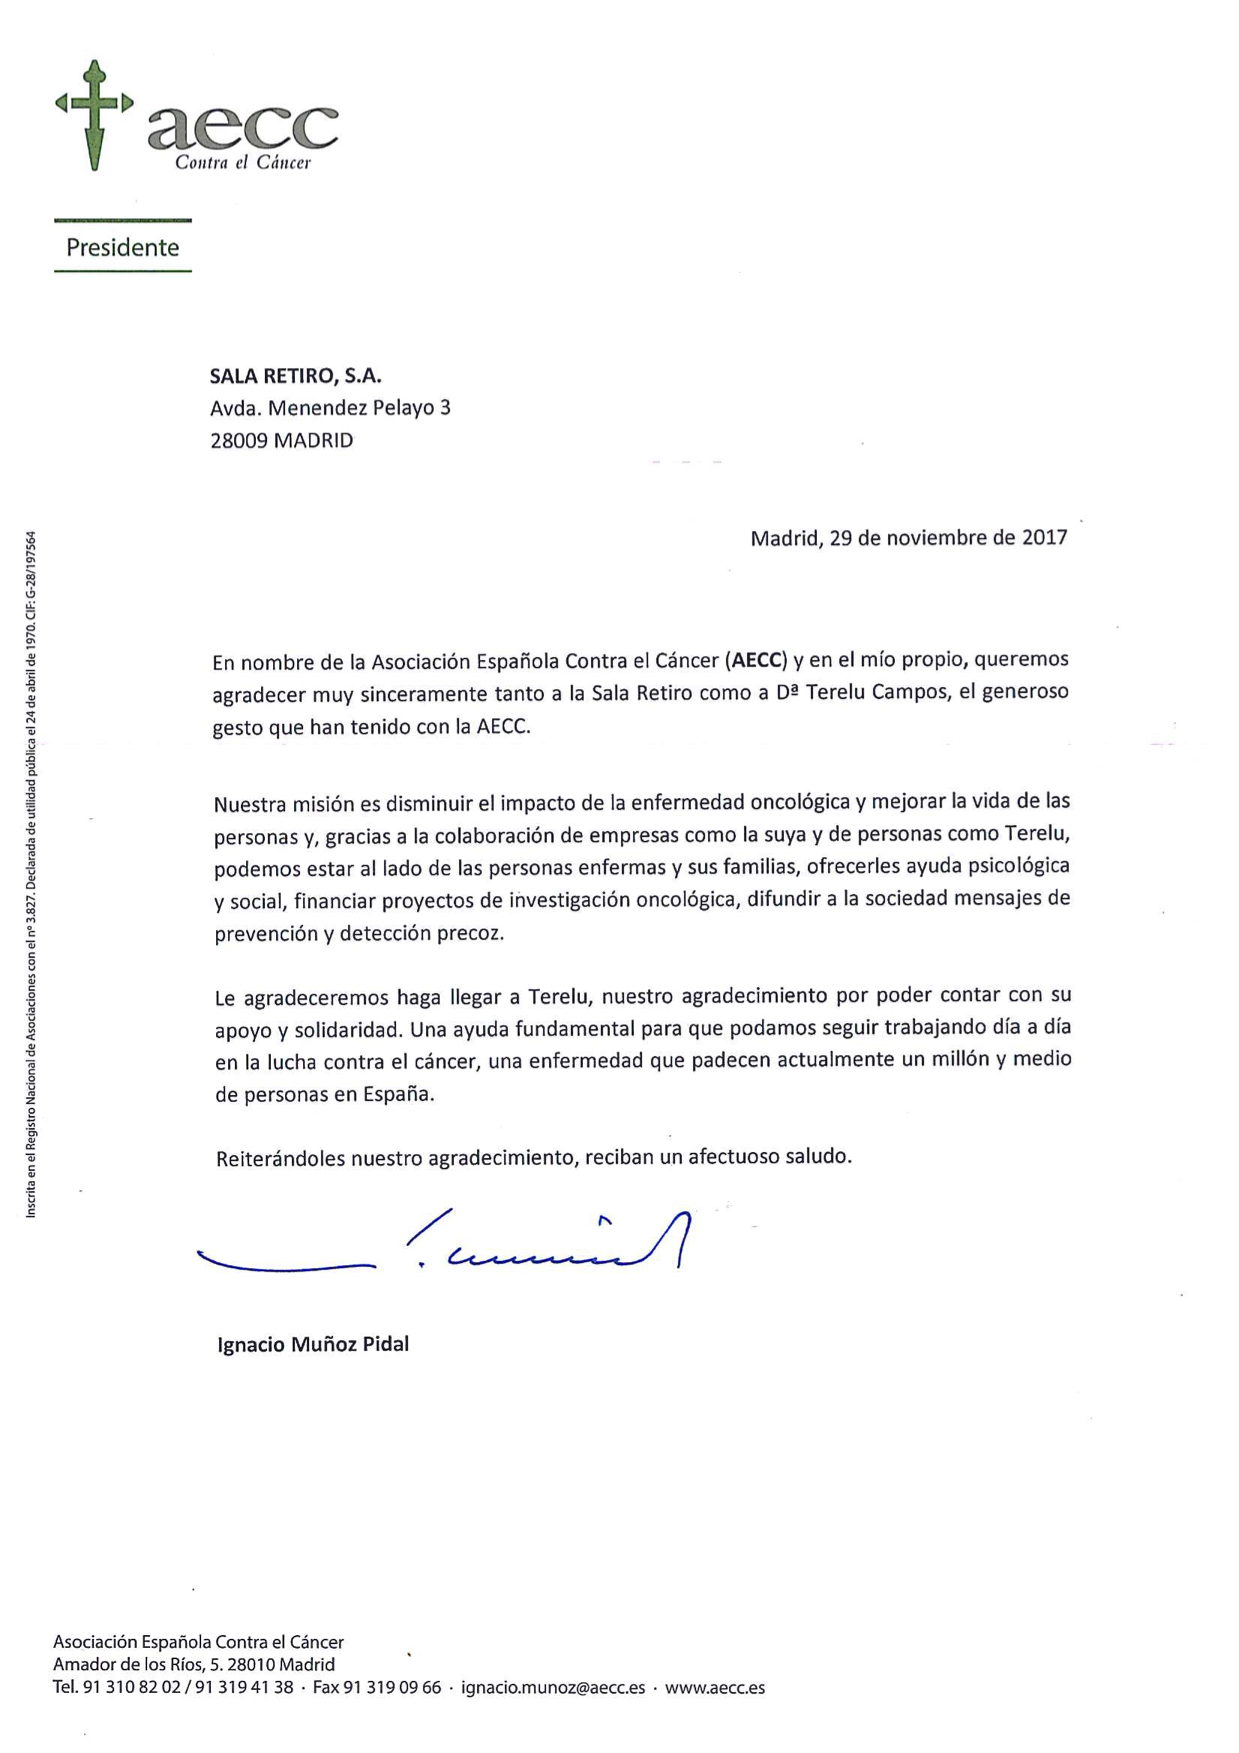 aecc
Contra el Cáncer
Presidente
SALA RETIRO, S.A.
Avda. Menendez Pelayo 3
28009 MADRID
Madrid, 29 de noviembre de 2017
En nombre de la Asociación Española Contra el Cáncer (AECC) y en el mío propio, queremos
agradecer muy sinceramente tanto a la Sala Retiro como a Dª Terelu Campos, el generoso
gesto que han tenido con la AECC.
Nuestra misión es disminuir el impacto de la enfermedad oncológica y mejorar la vida de las
personas y, gracias a la colaboración de empresas como la suya y de personas como Terelu,
podemos estar al lado de las personas enfermas y sus familias, ofrecerles ayuda psicológica
y social, financiar proyectos de investigación oncológica, difundir a la sociedad mensajes de
prevención y detección precoz.
Le agradeceremos haga llegar a Terelu, nuestro agradecimiento por poder contar con su
apoyo y solidaridad. Una ayuda fundamental para que podamos seguir trabajando día a día
en la lucha contra el cáncer, una enfermedad que padecen actualmente un millón y medio
de personas en España.
Reiterándoles nuestro agradecimiento, reciban un afectuoso saludo.
Ignacio Muñoz Pidal
Inscrita en el Registro Nacional de Asociaciones con el nº 3.827. Declarada de utilidad pública el 24 de abril de 1970. CIF: G-28/197564
Asociación Española Contra el Cáncer
Amador de los Ríos, 5. 28010 Madrid
Tel. 91 310 82 02 / 91 319 41 38 · Fax 91 319 09 66 · ignacio.munoz@aecc.es · www.aecc.es